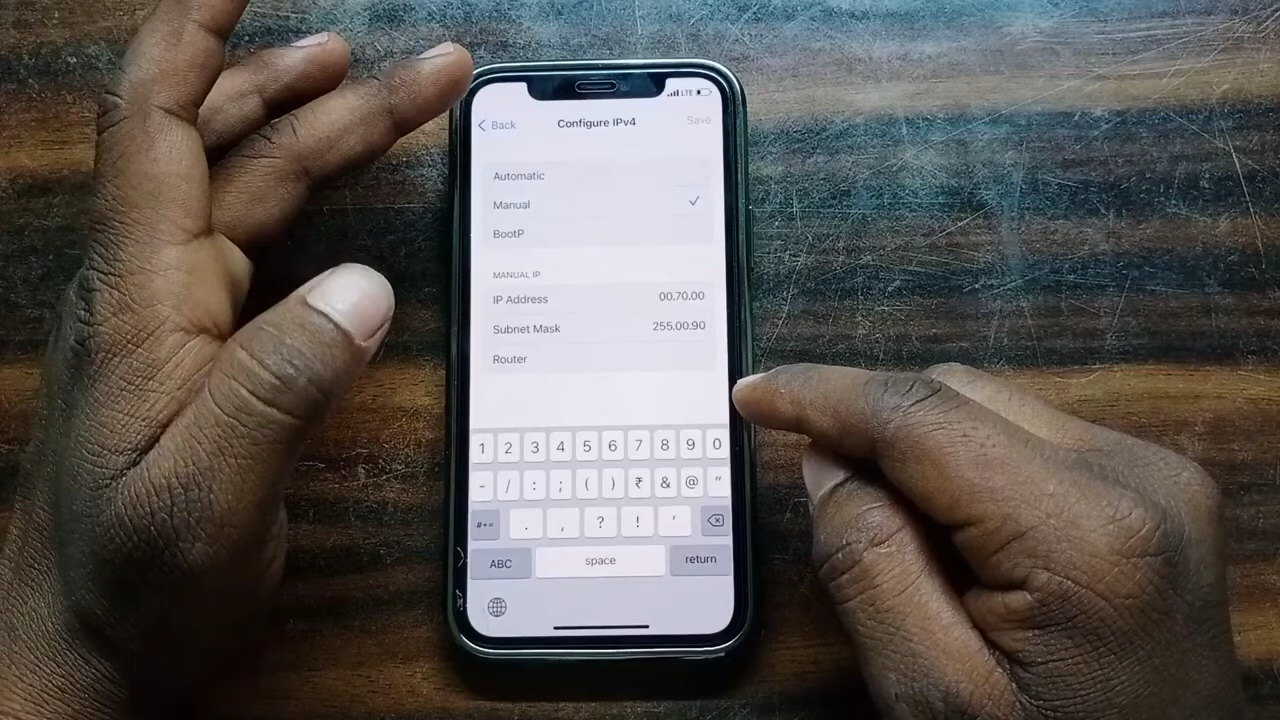 LTE
Back Configure IPv4 Save
Automatic
Manual
BootP
MANUAL IP
IP Address 00.70.00
Subnet Mask 255.00.90
Router
1 2 3 4 5 6 7 8 9 0
- / : ; ( ) ₹ & @ "
#+= . , ? ! '
ABC space return